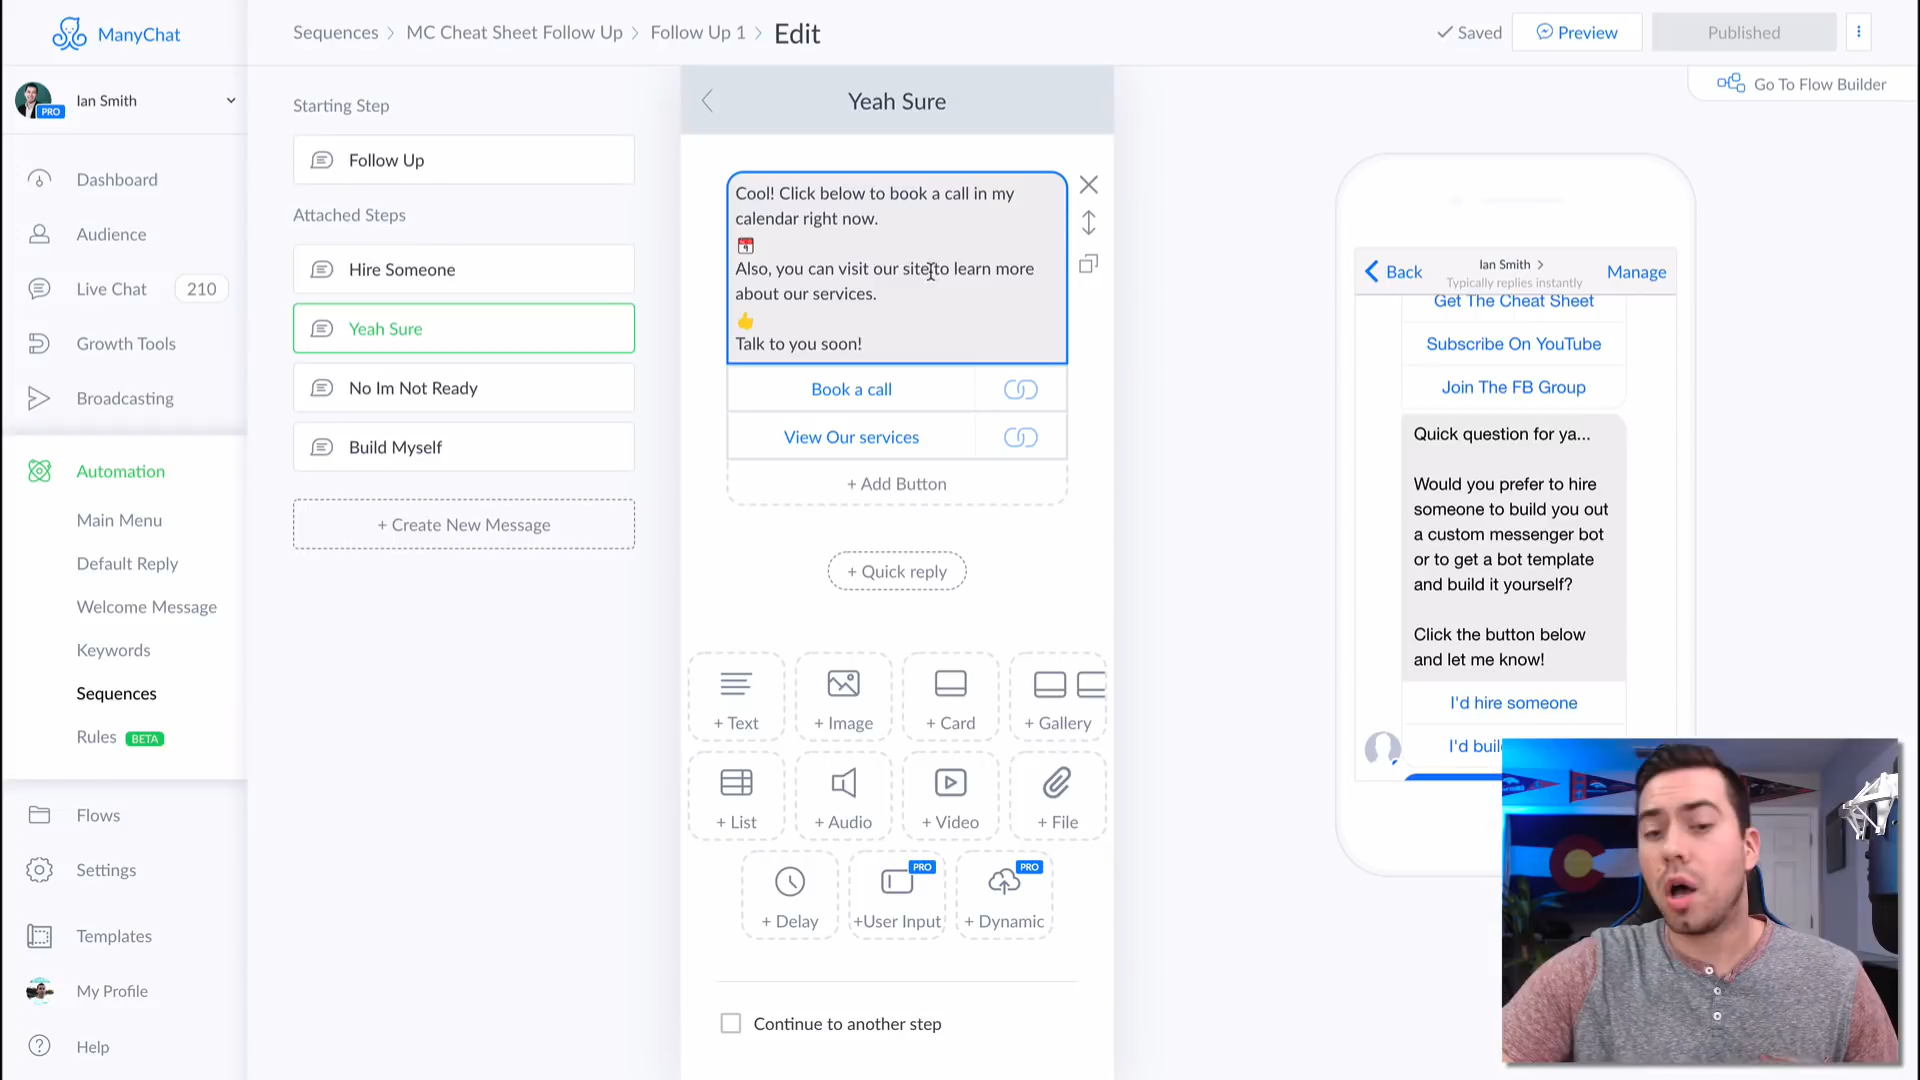 ManyChat
Sequences > MC Cheat Sheet Follow Up > Follow Up 1 > Edit
Saved
Preview
Published
Ian Smith
PRO
Go To Flow Builder
Dashboard
Audience
Live Chat 210
Growth Tools
Broadcasting
Automation
Main Menu
Default Reply
Welcome Message
Keywords
Sequences
Rules BETA
Flows
Settings
Templates
My Profile
Help
Starting Step
Follow Up
Attached Steps
Hire Someone
Yeah Sure
No Im Not Ready
Build Myself
+ Create New Message
Yeah Sure
Cool! Click below to book a call in my
calendar right now.
Also, you can visit our site to learn more
about our services.
Talk to you soon!
Book a call
View Our services
+ Add Button
+ Quick reply
+ Text
+ Image
+ Card
+ Gallery
+ List
+ Audio
+ Video
+ File
+ Delay
PRO
+User Input
PRO
+ Dynamic
Continue to another step
Back
Ian Smith >
Typically replies instantly
Manage
Get The Cheat Sheet
Subscribe On YouTube
Join The FB Group
Quick question for ya...
Would you prefer to hire
someone to build you out
a custom messenger bot
or to get a bot template
and build it yourself?
Click the button below
and let me know!
I'd hire someone
I'd buil